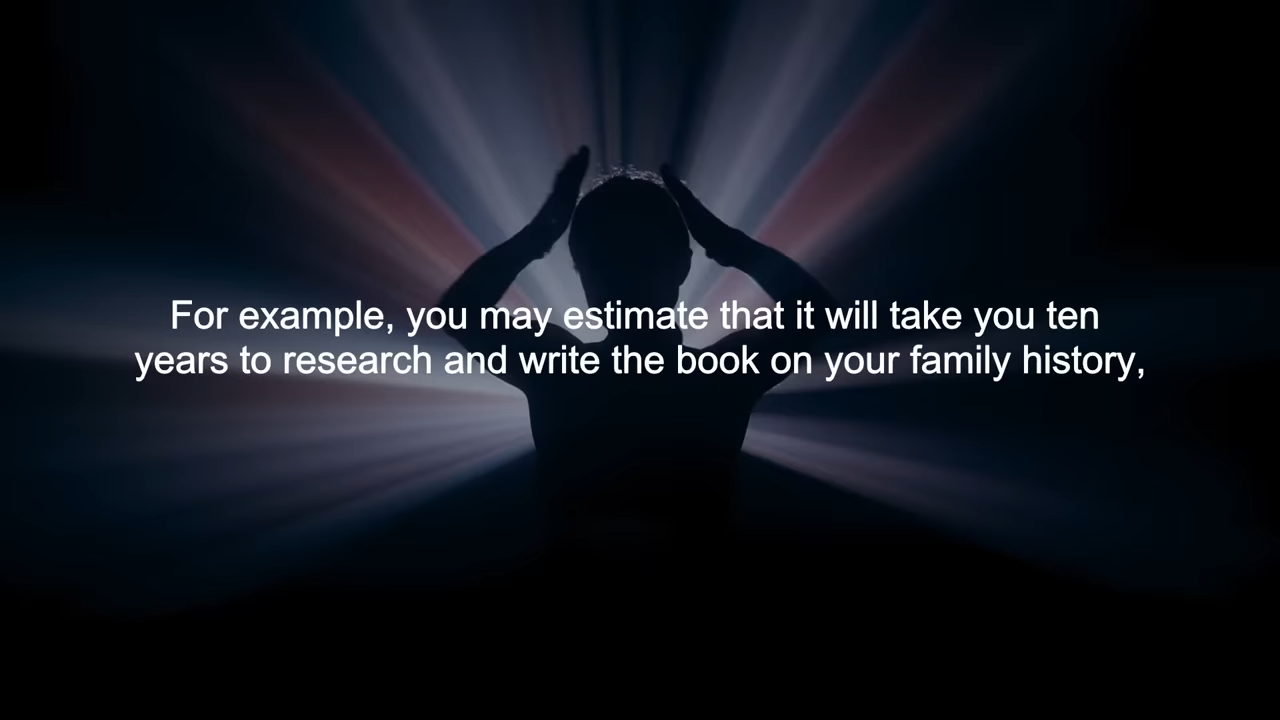 For example, you may estimate that it will take you ten
years to research and write the book on your family history,